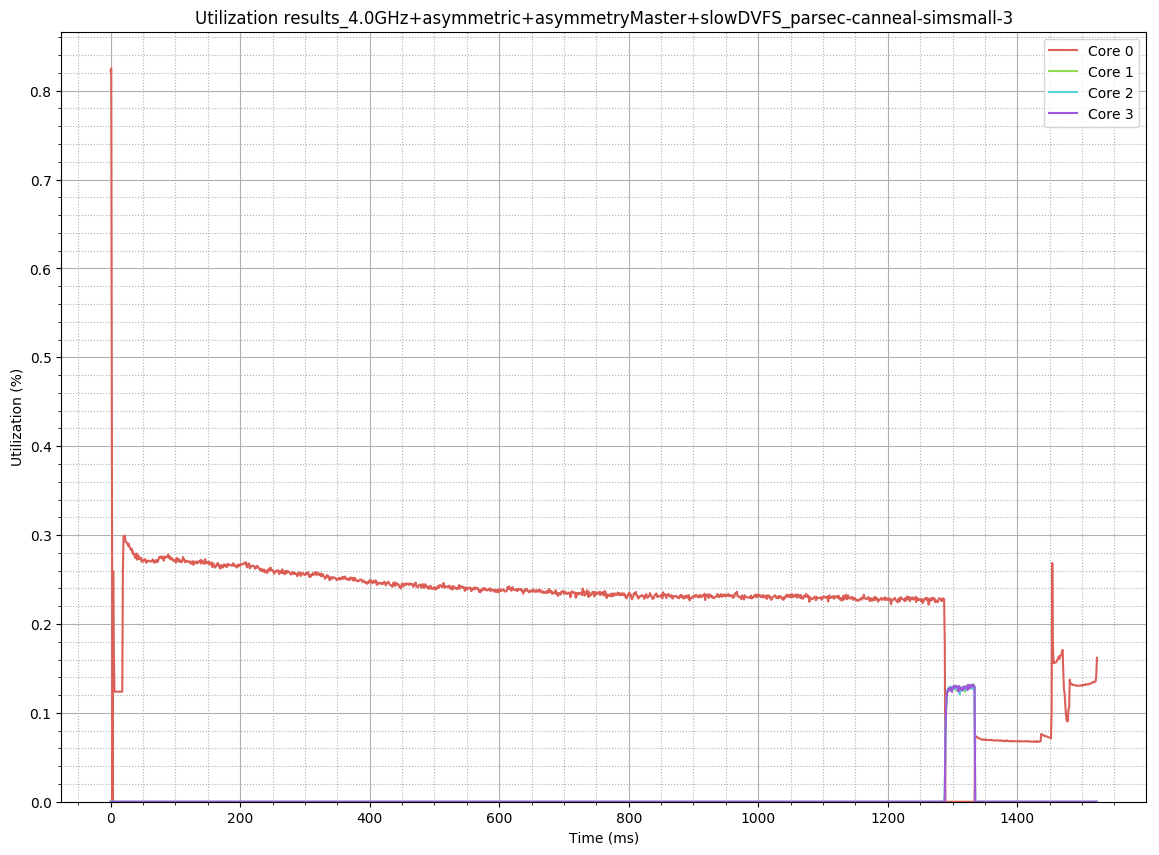 Utilization results_4.0GHz+asymmetric+asymmetryMaster+slowDVFS_parsec-canneal-simsmall-3
Core 0
Core 1
Core 2
Core 3
0.8
0.7
0.6
0.5
0.4
0.3
0.2
0.1
0.0
Utilization (%)
0
200
400
600
800
1000
1200
1400
Time (ms)